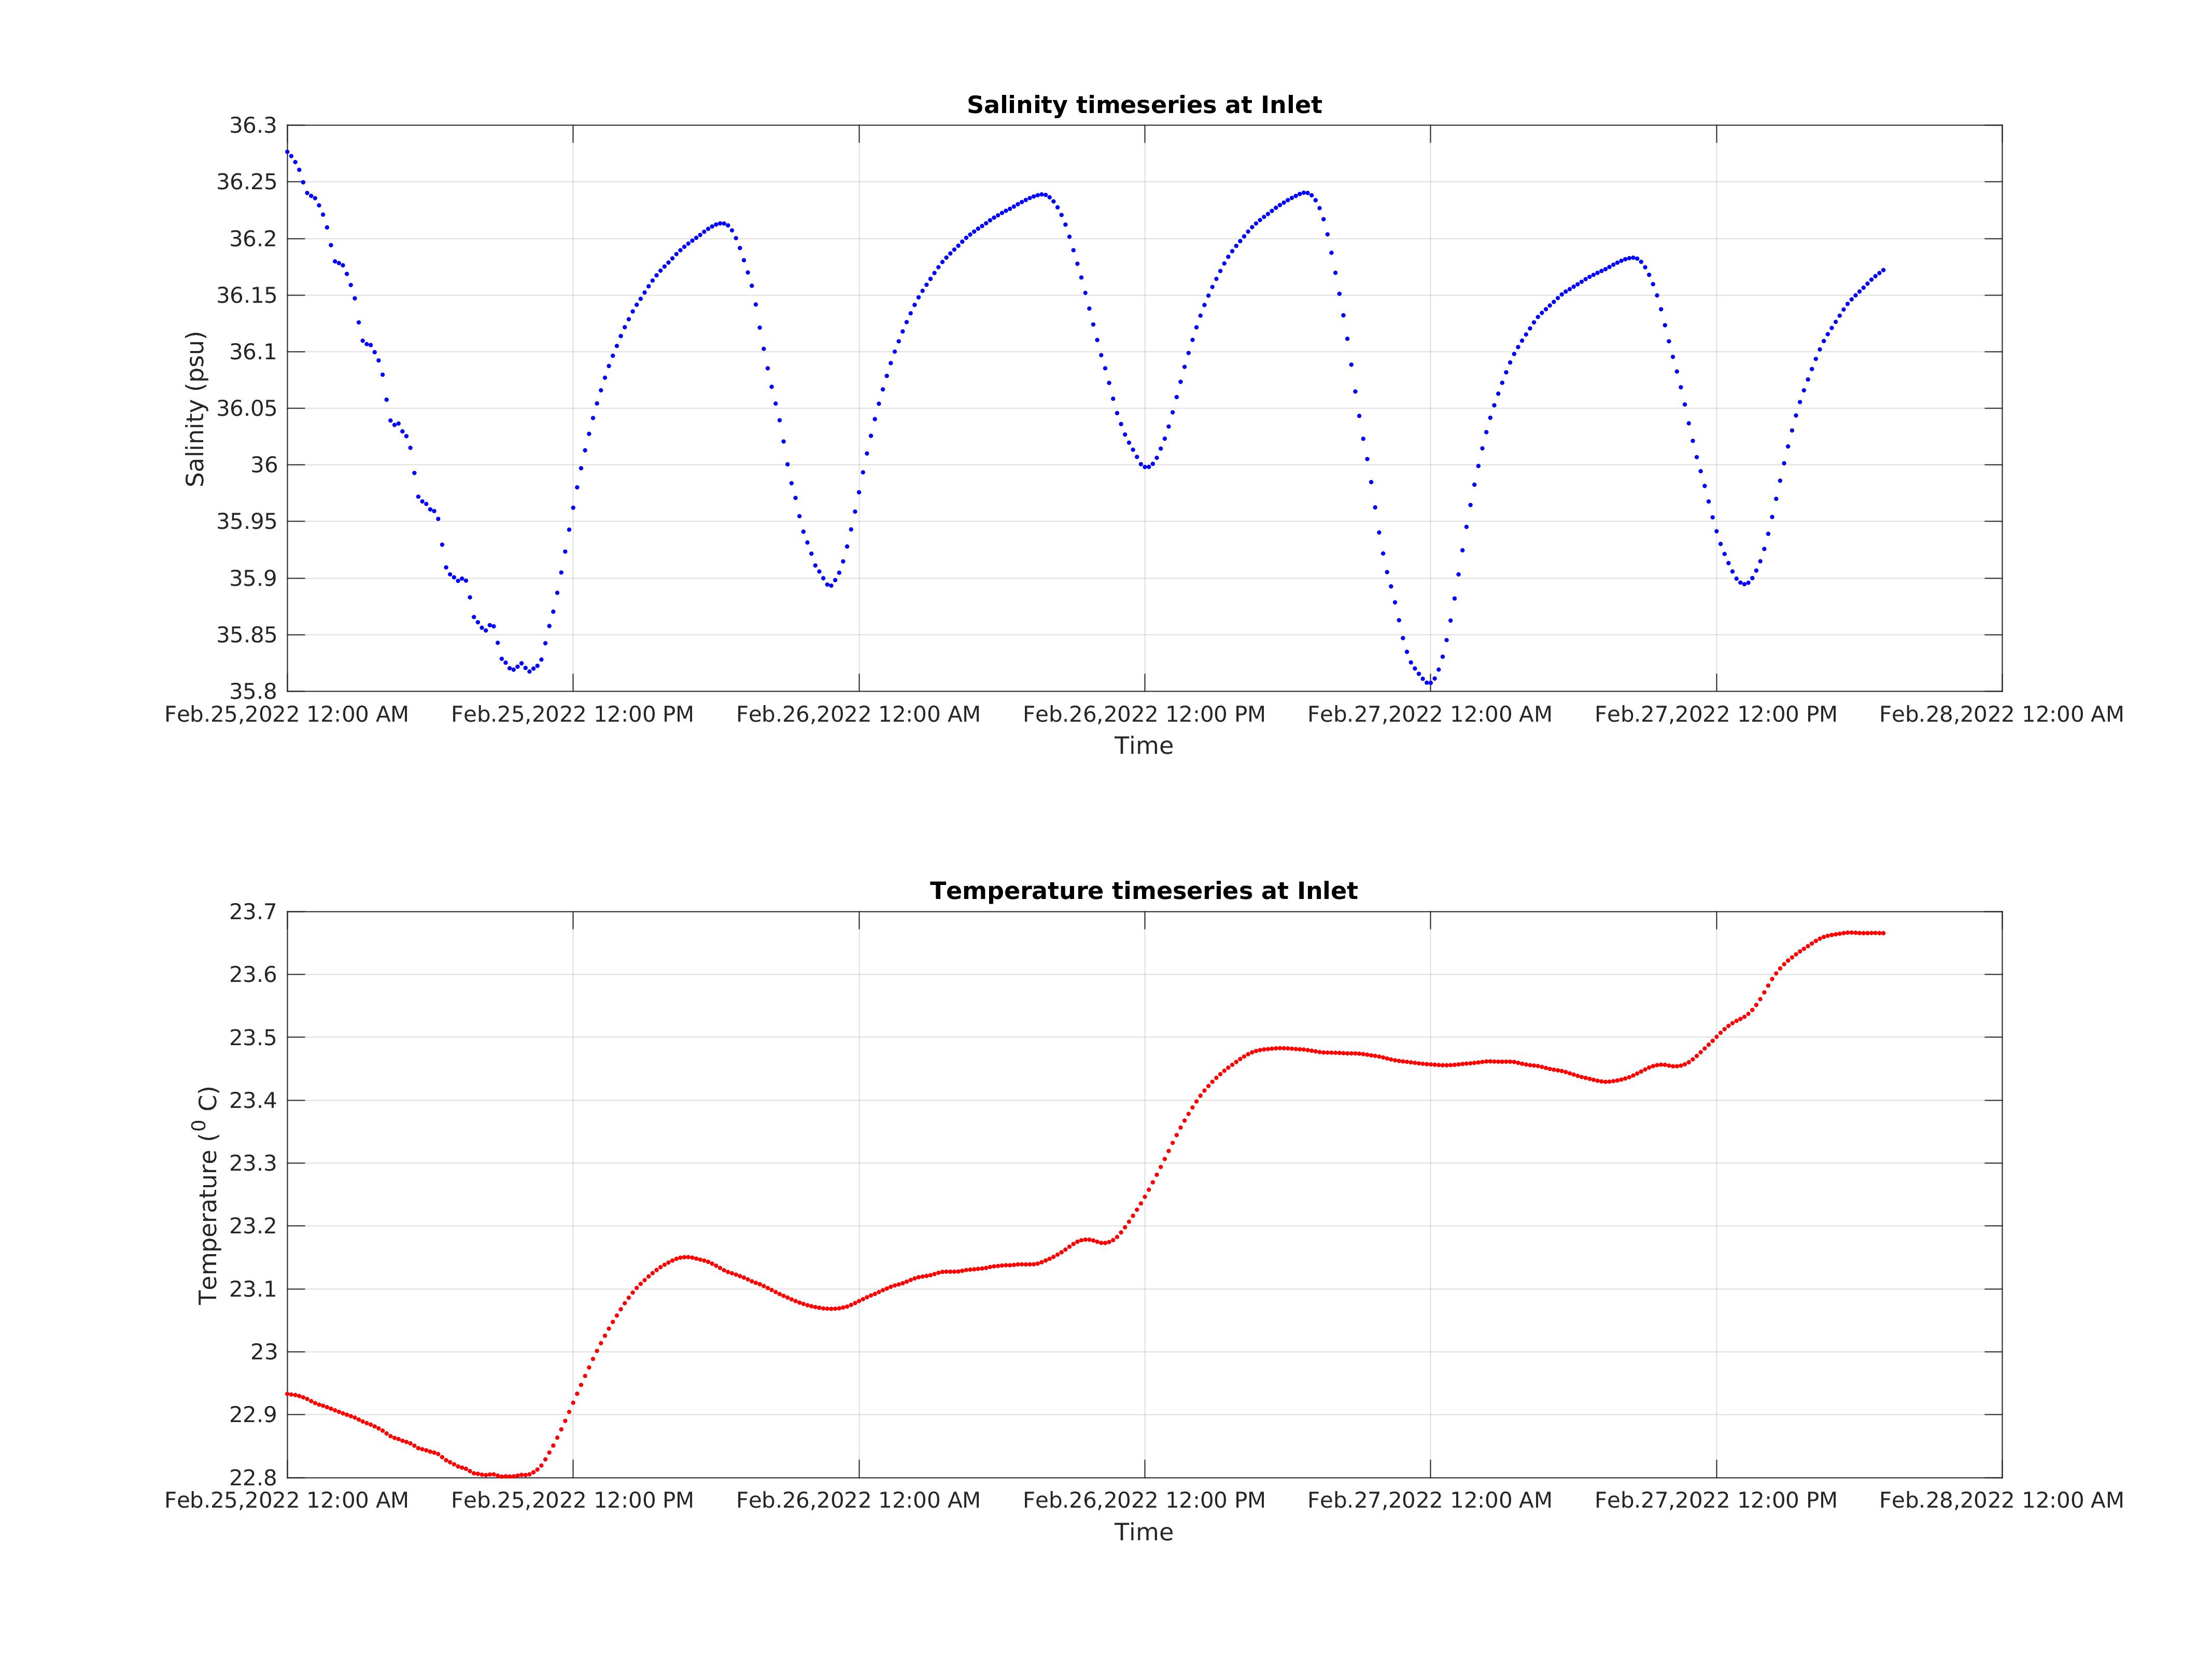 Salinity timeseries at Inlet
36.3
36.25
36.2
36.15
36.1
36.05
36
35.95
35.9
35.85
35.8
Salinity (psu)
Feb.25,2022 12:00 AM Feb.25,2022 12:00 PM Feb.26,2022 12:00 AM Feb.26,2022 12:00 PM Feb.27,2022 12:00 AM Feb.27,2022 12:00 PM Feb.28,2022 12:00 AM
Time
Temperature timeseries at Inlet
23.7
23.6
23.5
23.4
23.3
23.2
23.1
23
22.9
22.8
Temperature (⁰ C)
Feb.25,2022 12:00 AM Feb.25,2022 12:00 PM Feb.26,2022 12:00 AM Feb.26,2022 12:00 PM Feb.27,2022 12:00 AM Feb.27,2022 12:00 PM Feb.28,2022 12:00 AM
Time